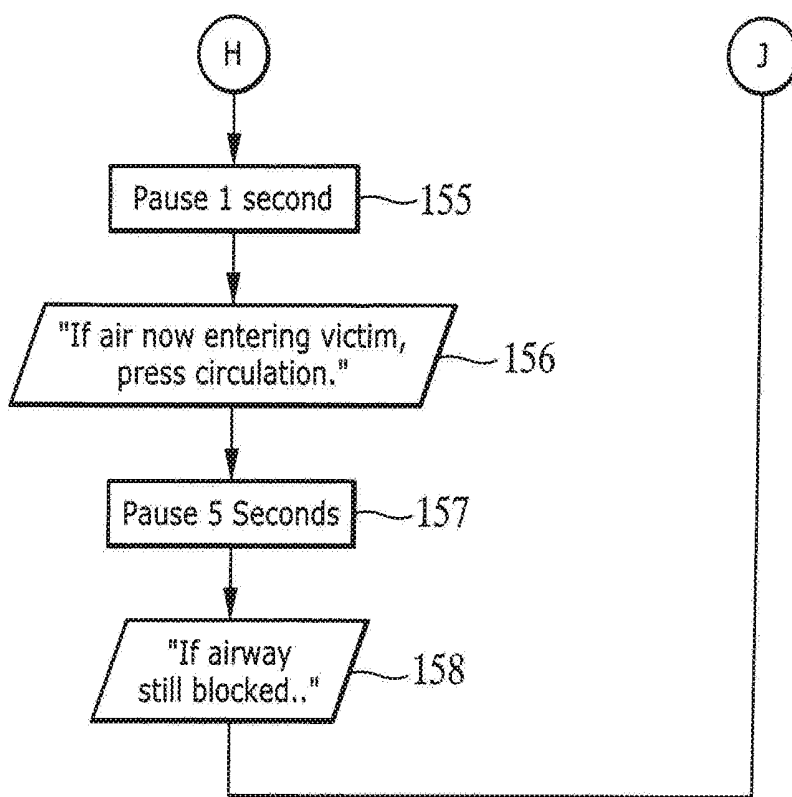 H
J
Pause 1 second
155
"If air now entering victim,
press circulation."
156
Pause 5 Seconds
157
"If airway
still blocked.."
158